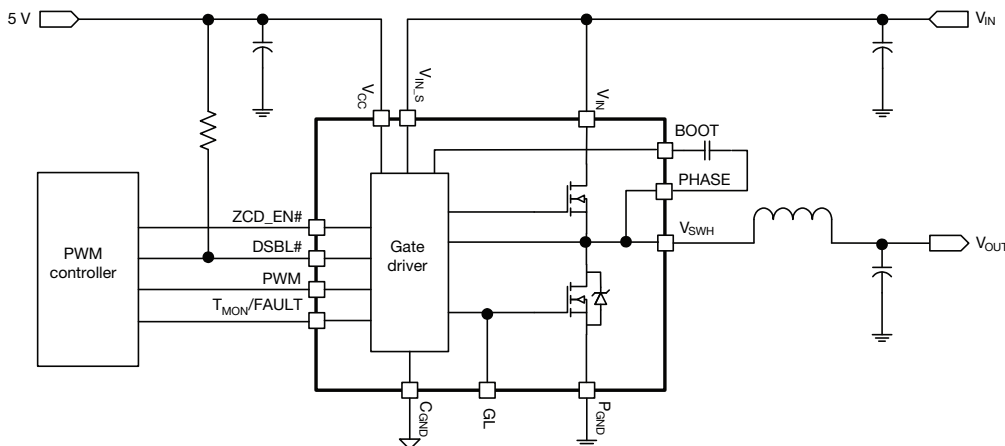 5 V
V_IN
V_CC
V_IN_S
V_IN
BOOT
PHASE
ZCD_EN#
V_SWH
PWM
controller
DSBL#
Gate
driver
V_OUT
PWM
T_MON/FAULT
C_GND
GL
P_GND